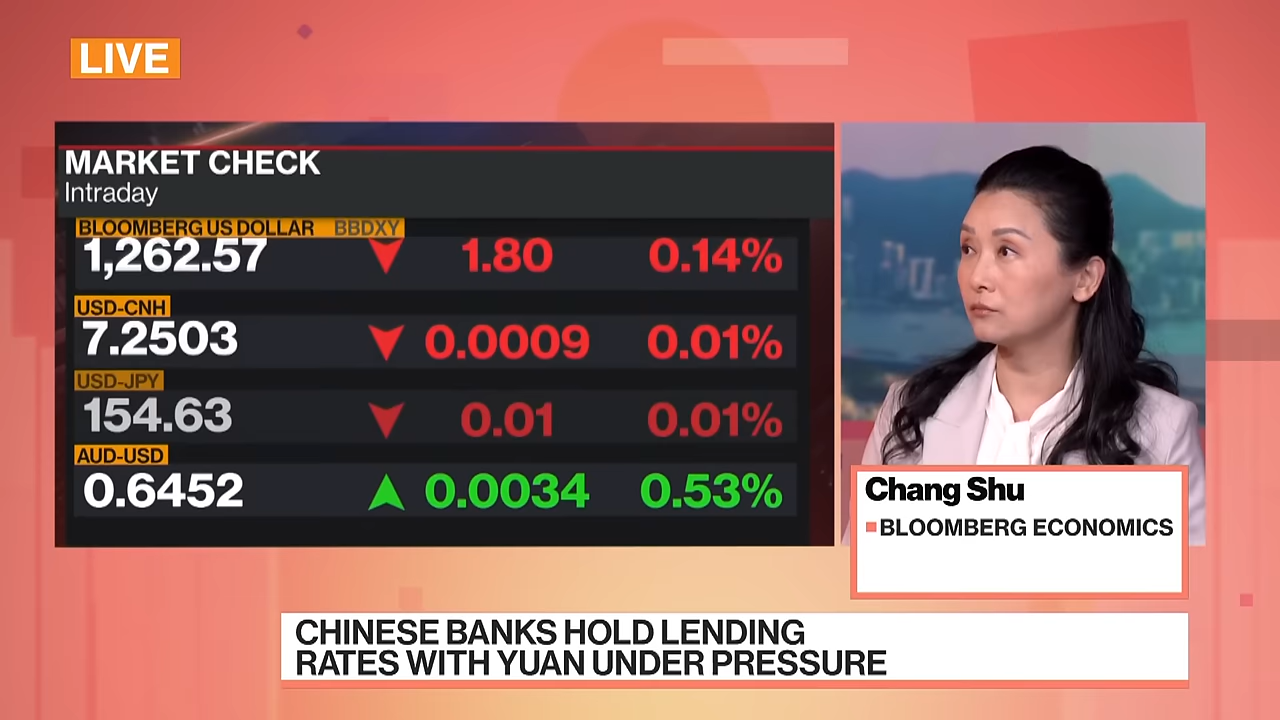 LIVE
MARKET CHECK
Intraday
BLOOMBERG US DOLLAR BBDXY
1,262.57 ▼ 1.80 0.14%
USD-CNH
7.2503 ▼ 0.0009 0.01%
USD-JPY
154.63 ▼ 0.01 0.01%
AUD-USD
0.6452 ▲ 0.0034 0.53%
Chang Shu
BLOOMBERG ECONOMICS
CHINESE BANKS HOLD LENDING
RATES WITH YUAN UNDER PRESSURE